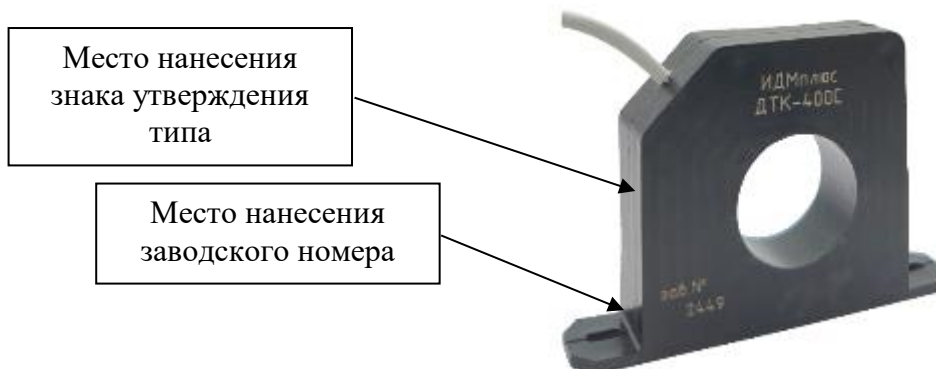 Место нанесения
знака утверждения
типа
Место нанесения
заводского номера
ИДМплюс
ДТК-400С
зав.№
2449